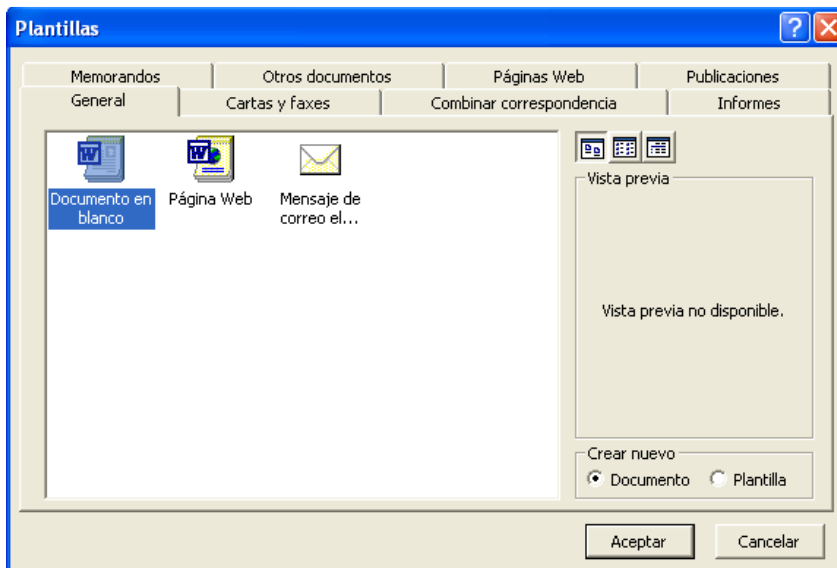 Plantillas
Memorandos
Otros documentos
Páginas Web
Publicaciones
General
Cartas y faxes
Combinar correspondencia
Informes
Documento en
blanco
Página Web
Mensaje de
correo el...
Vista previa
Vista previa no disponible.
Crear nuevo
Documento
Plantilla
Aceptar
Cancelar